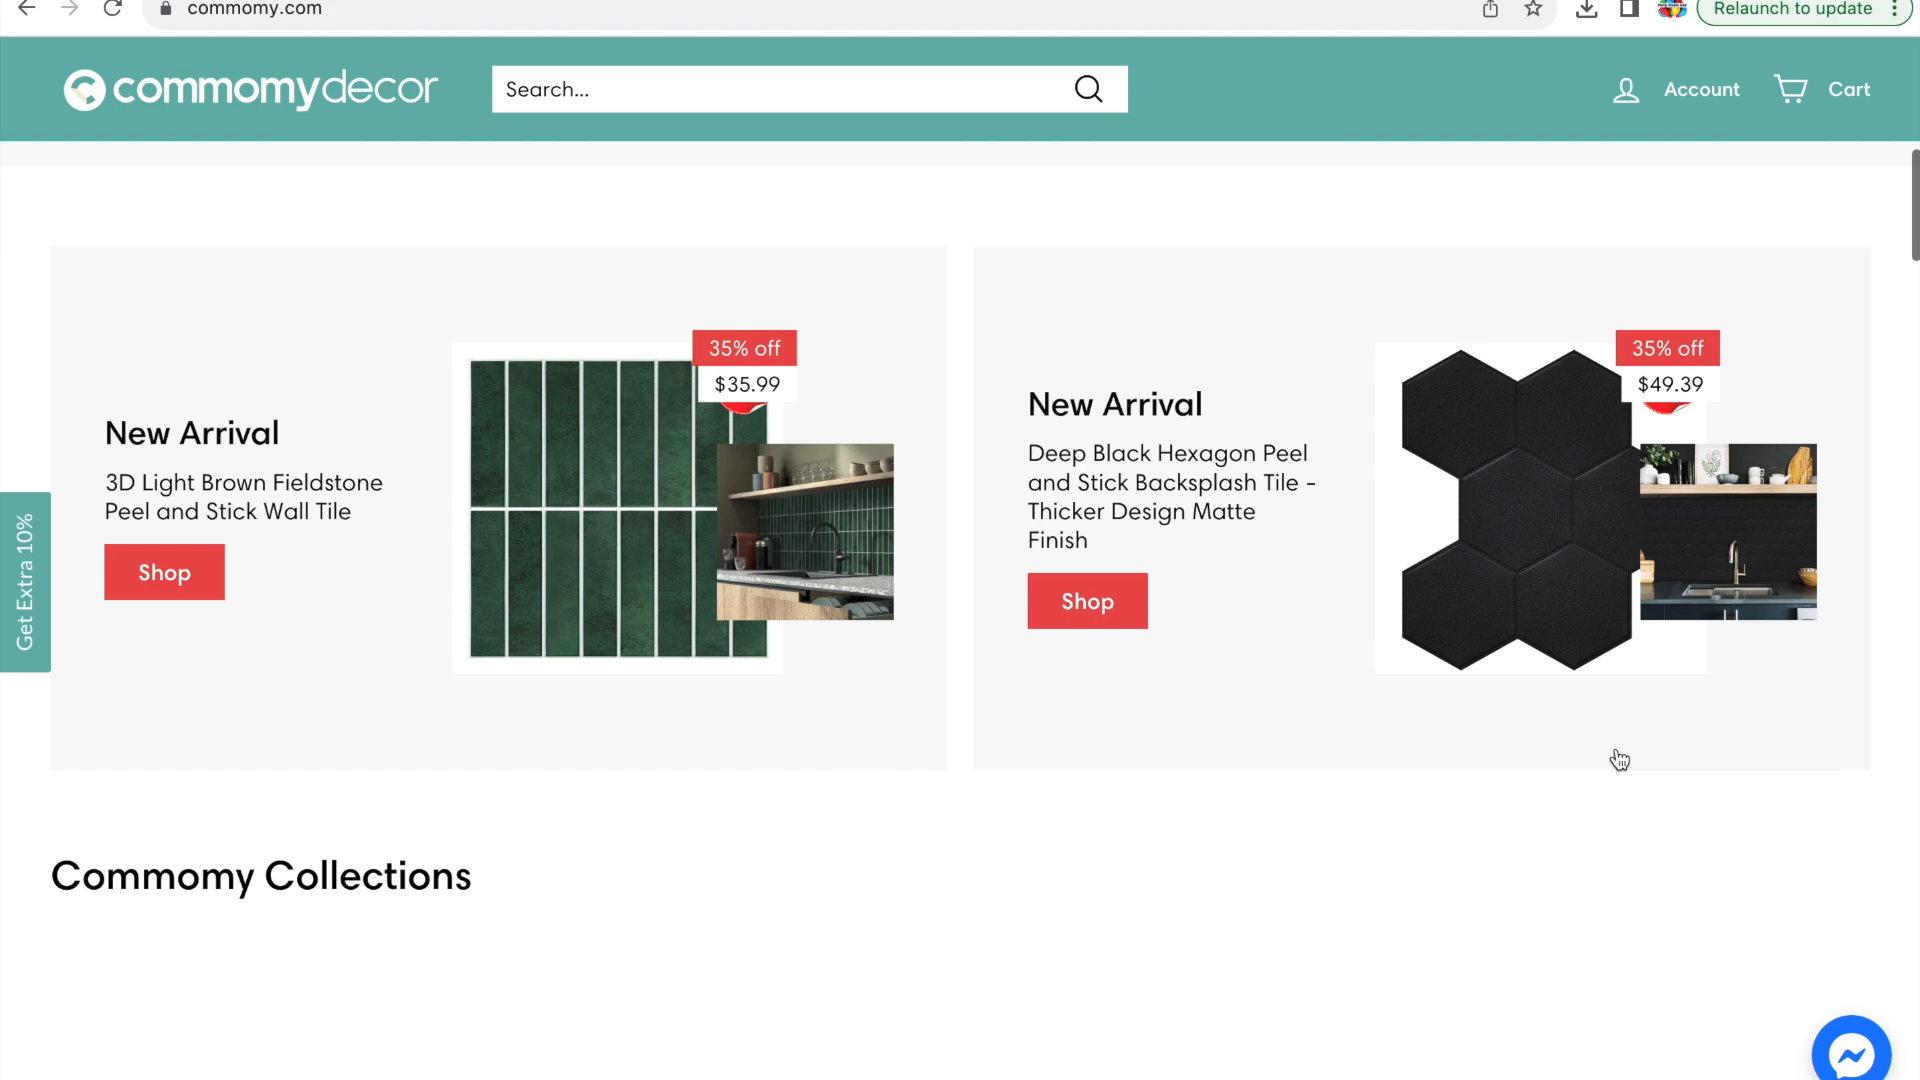 commomy.com
Relaunch to update
commomydecor
Search...
Account
Cart
35% off
$35.99
New Arrival
3D Light Brown Fieldstone
Peel and Stick Wall Tile
Shop
35% off
$49.39
New Arrival
Deep Black Hexagon Peel
and Stick Backsplash Tile -
Thicker Design Matte
Finish
Shop
Get Extra 10%
Commomy Collections